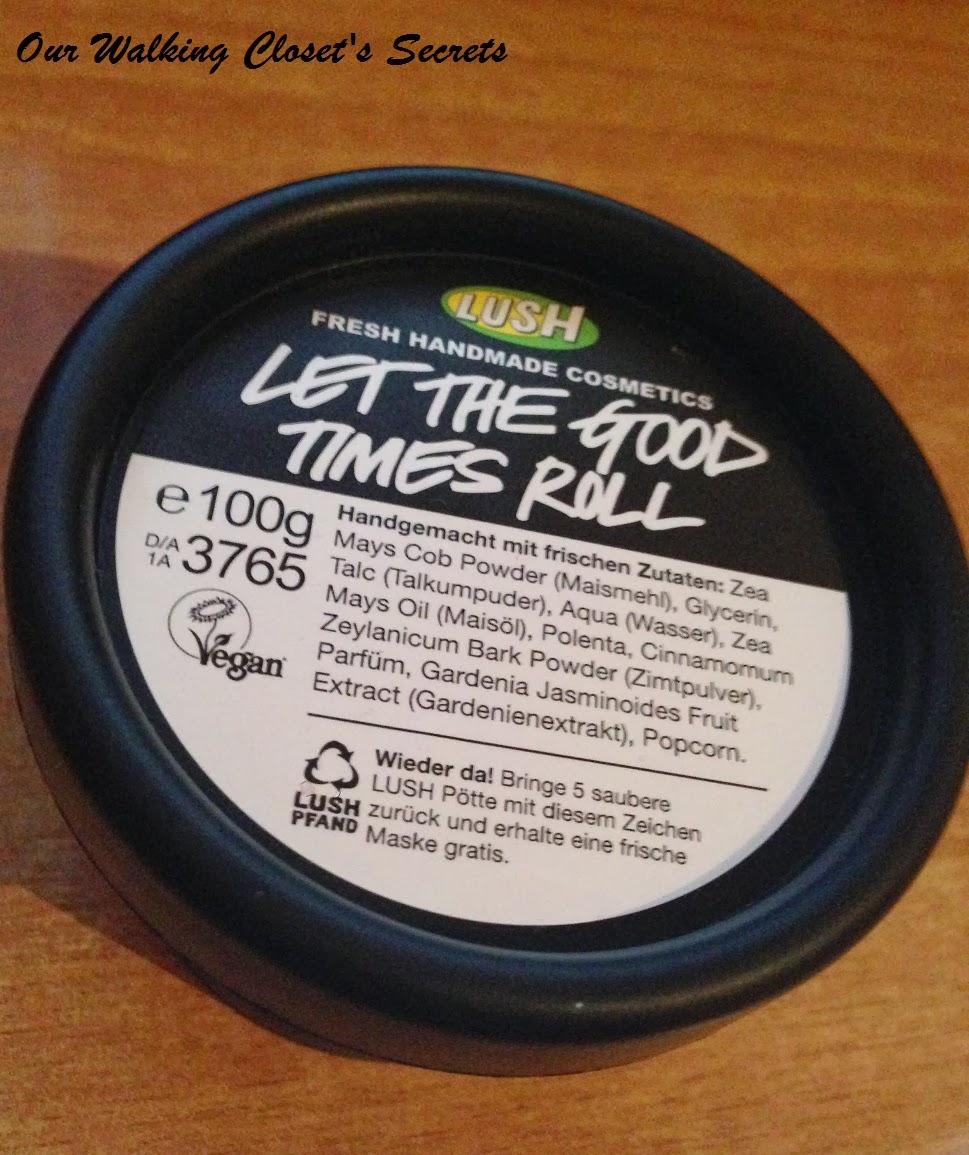 Our Walking Closet's Secrets
LUSH
FRESH HANDMADE COSMETICS
LET THE GOOD
TIMES ROLL
e 100g
D/A
1A 3765
Vegan
Handgemacht mit frischen Zutaten: Zea
Mays Cob Powder (Maismehl), Glycerin,
Talc (Talkumpuder), Aqua (Wasser), Zea
Mays Oil (Maisöl), Polenta, Cinnamomum
Zeylanicum Bark Powder (Zimtpulver),
Parfüm, Gardenia Jasminoides Fruit
Extract (Gardenienextrakt), Popcorn.
LUSH
PFAND
Wieder da! Bringe 5 saubere
LUSH Pötte mit diesem Zeichen
zurück und erhalte eine frische
Maske gratis.